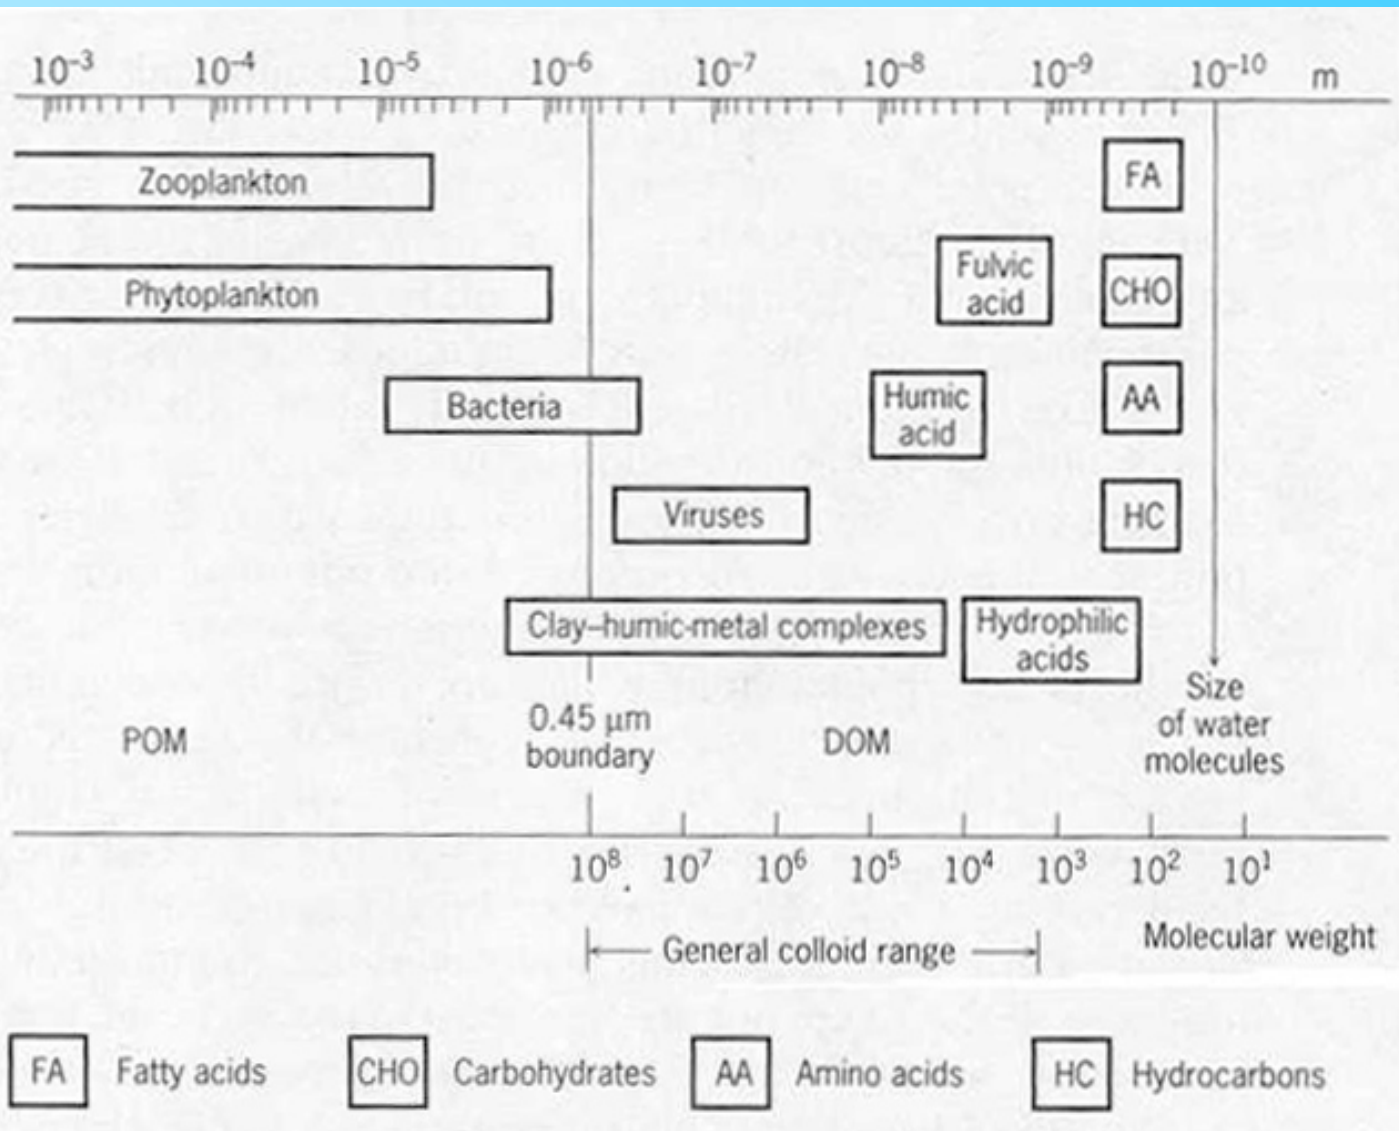 10⁻³ 10⁻⁴ 10⁻⁵ 10⁻⁶ 10⁻⁷ 10⁻⁸ 10⁻⁹ 10⁻¹⁰ m
Zooplankton
FA
Phytoplankton
Fulvic
acid
CHO
Bacteria
Humic
acid
AA
Viruses
HC
Clay–humic-metal complexes
Hydrophilic
acids
POM
0.45 μm
boundary
DOM
Size
of water
molecules
10⁸ 10⁷ 10⁶ 10⁵ 10⁴ 10³ 10² 10¹
General colloid range
Molecular weight
FA Fatty acids CHO Carbohydrates AA Amino acids HC Hydrocarbons